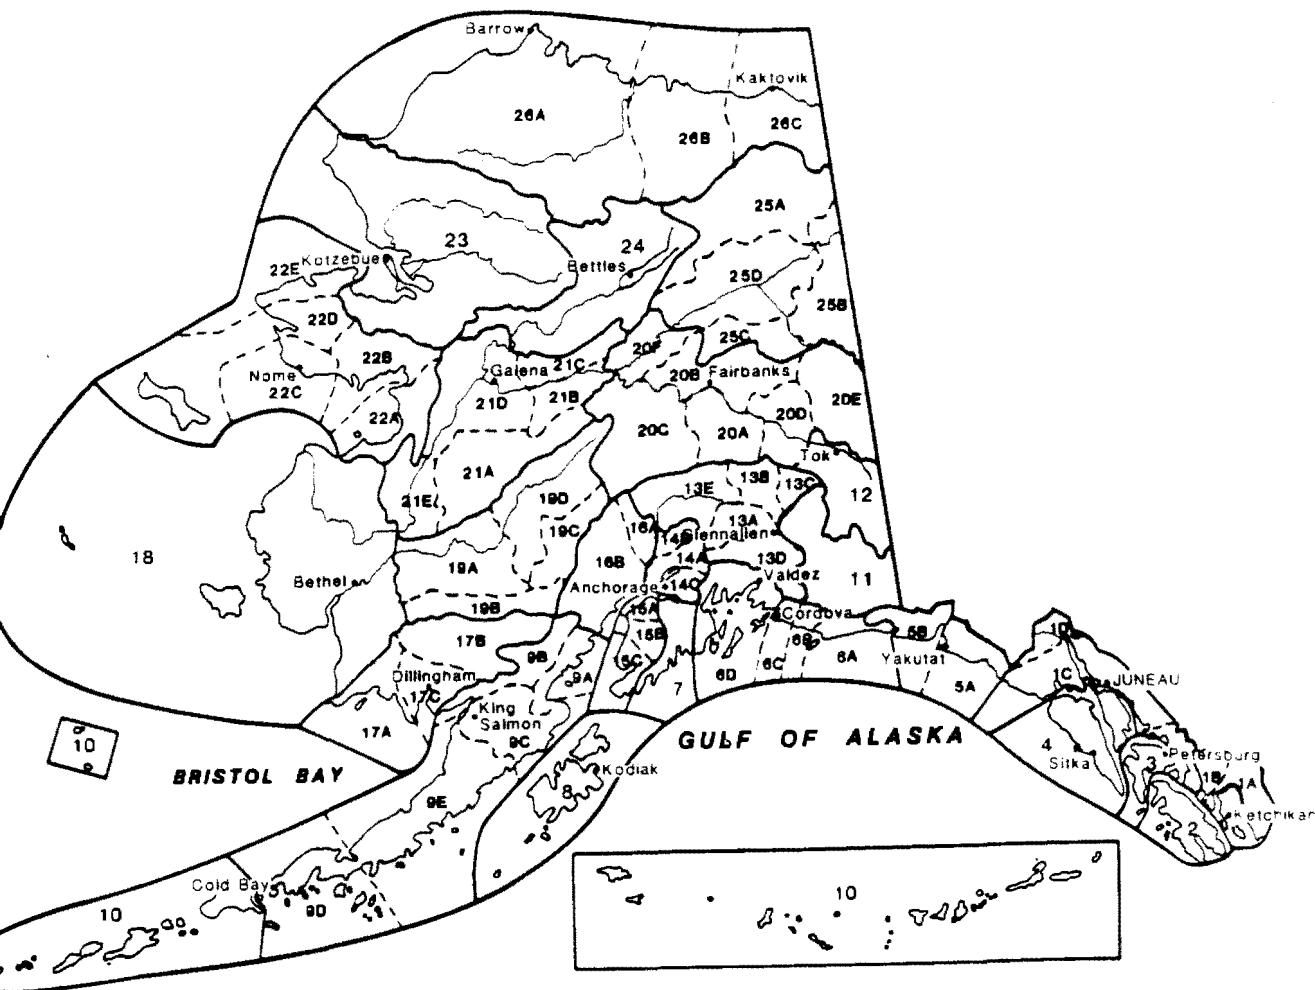 Barrow
Kaktovik
26A
26B
26C
25A
23
24
Kotzebue
22E
Bettles
25D
25B
22D
25C
20F
22B
21C
Galena
20B
Fairbanks
Nome
22C
21D
21B
20E
22A
20D
20C
20A
Tok
21A
13B
13C
13E
12
21E
19D
19C
16A
13A
Glennallen
18
14A
13D
16B
19A
Valdez
11
Bethel
Anchorage
14C
19B
15A
Cordova
17B
15B
6B
5B
1D
9B
15C
6A
Yakutat
6C
6D
Dillingham
17C
9A
7
5A
1C
JUNEAU
King
Salmon
17A
9C
10
GULF OF ALASKA
4
Sitka
3
Petersburg
BRISTOL BAY
Kodiak
8
1B
1A
9E
Ketchikan
2
Cold Bay
10
9D
10